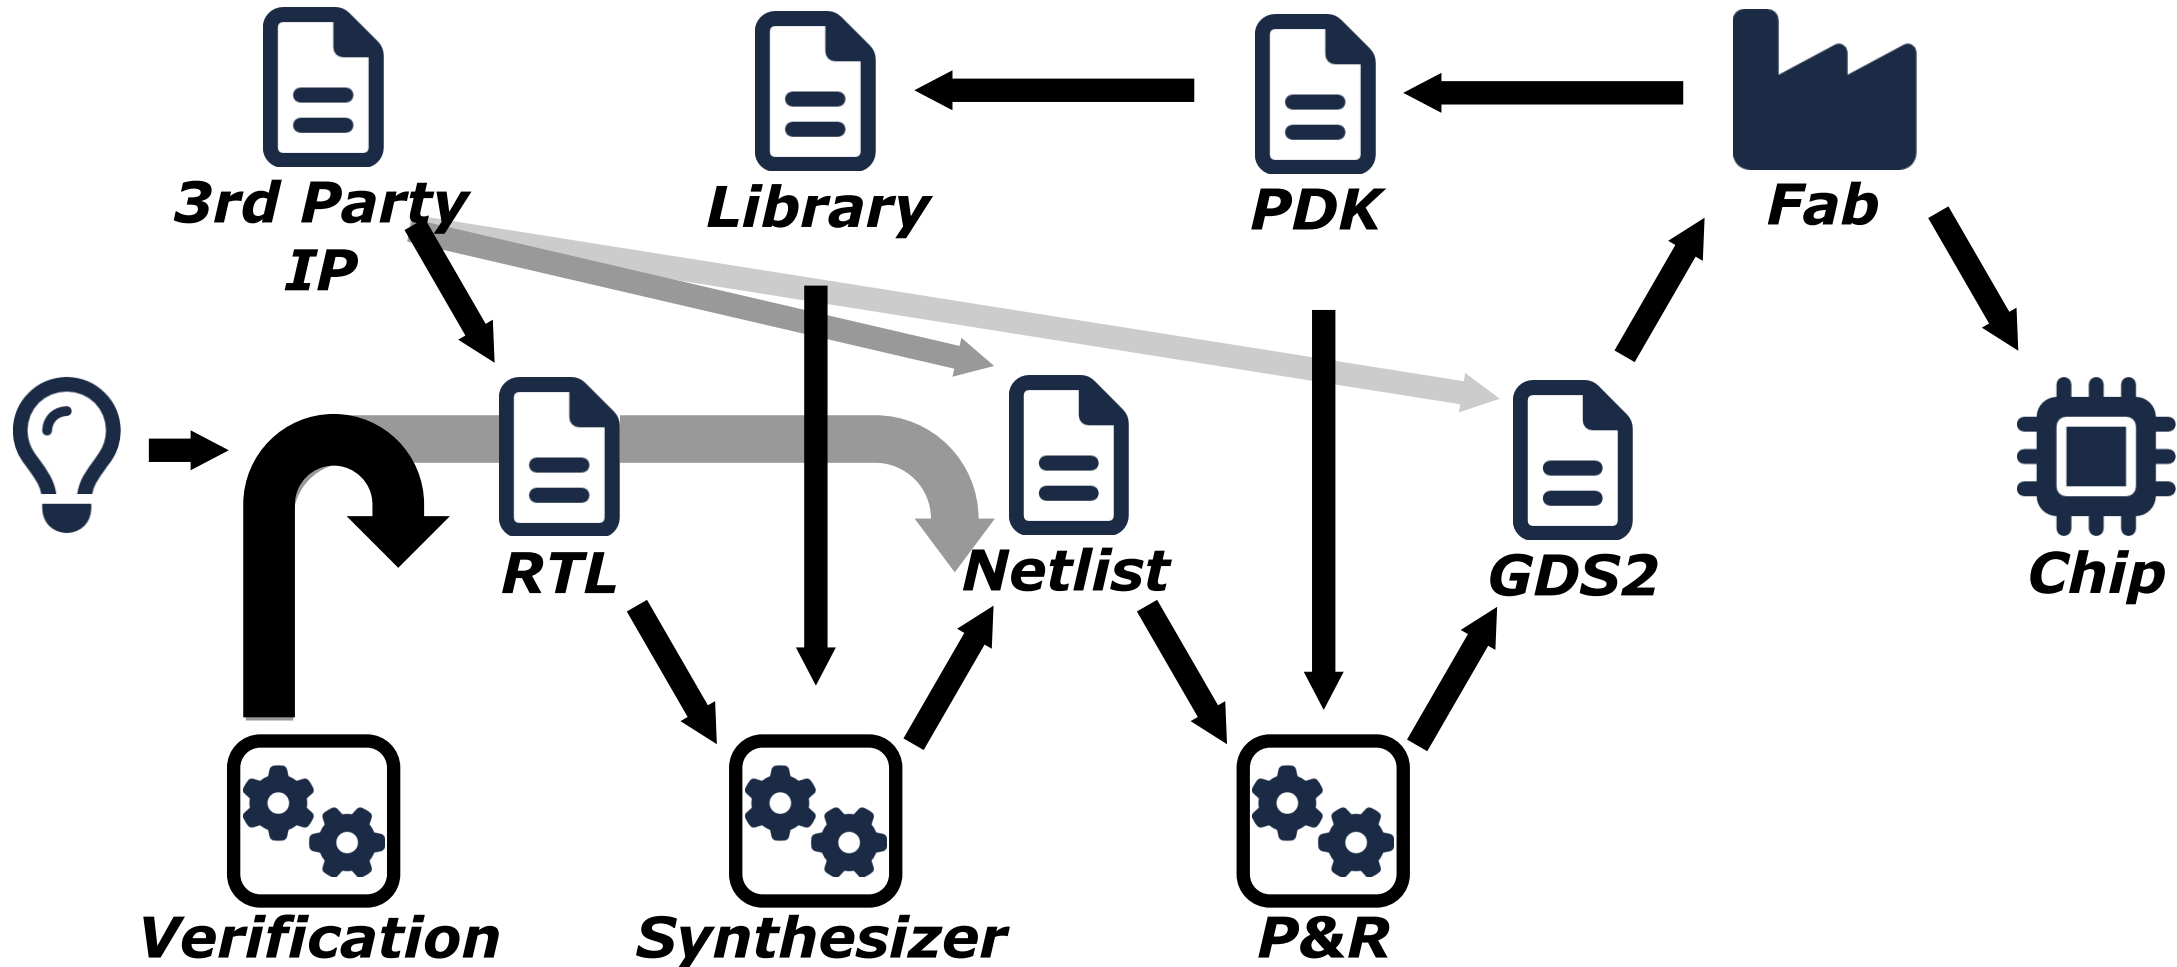 3rd Party
IP
Library
PDK
Fab
RTL
Netlist
GDS2
Chip
Verification
Synthesizer
P&R